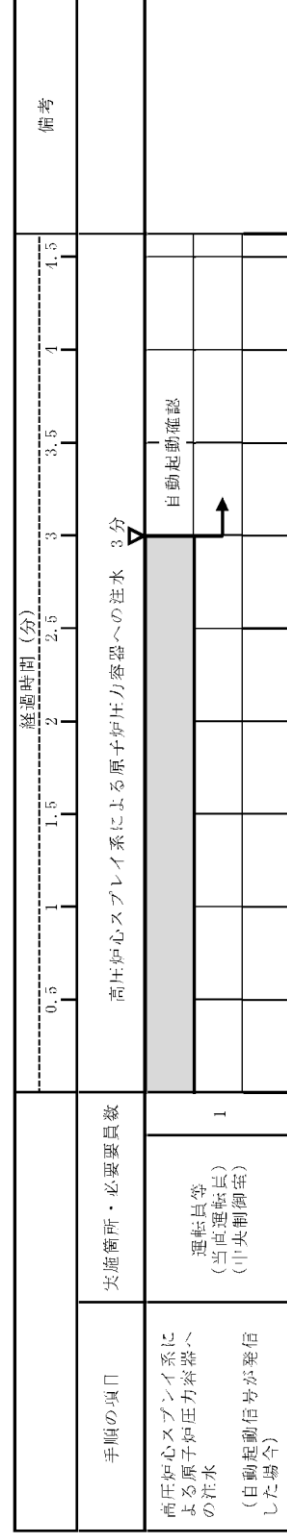 手順の項目
実施箇所・必要要員数
経過時間（分）
0.5
1
1.5
2
2.5
3
3.5
4
4.5
備考
高圧炉心スプレイ系による原子炉圧力容器への注水 3分
高圧炉心スプレイ系に
よる原子炉圧力容器へ
の注水
（自動起動信号が発信
した場合）
運転員等
（当直運転員）
（中央制御室）
1
自動起動確認